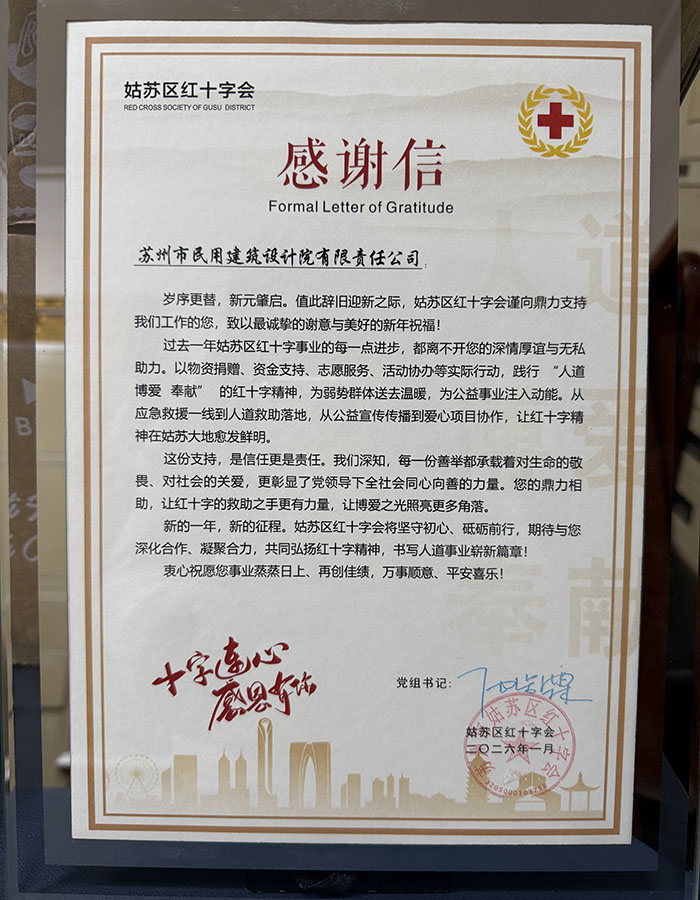 姑苏区红十字会
RED CROSS SOCIETY OF GUSU DISTRICT
感谢信
Formal Letter of Gratitude
苏州市民用建筑设计院有限责任公司:
岁序更替，新元肇启。值此辞旧迎新之际，姑苏区红十字会谨向鼎力支持
我们工作的您，致以最诚挚的谢意与美好的新年祝福！
过去一年姑苏区红十字事业的每一点进步，都离不开您的深情厚谊与无私
助力。以物资捐赠、资金支持、志愿服务、活动协办等实际行动，践行“人道
博爱 奉献” 的红十字精神，为弱势群体送去温暖，为公益事业注入动能。从
应急救援一线到人道救助落地，从公益宣传传播到爱心项目协作，让红十字精
神在姑苏大地愈发鲜明。
这份支持，是信任更是责任。我们深知，每一份善举都承载着对生命的敬
畏、对社会的关爱，更彰显了党领导下全社会同心向善的力量。您的鼎力相
助，让红十字的救助之手更有力量，让博爱之光照亮更多角落。
新的一年，新的征程。姑苏区红十字会将坚守初心、砥砺前行，期待与您
深化合作、凝聚合力，共同弘扬红十字精神，书写人道事业崭新篇章！
衷心祝愿您事业蒸蒸日上、再创佳绩，万事顺意、平安喜乐！
十字连心
感恩有你
党组书记:
姑苏区红十字会
二〇二六年一月